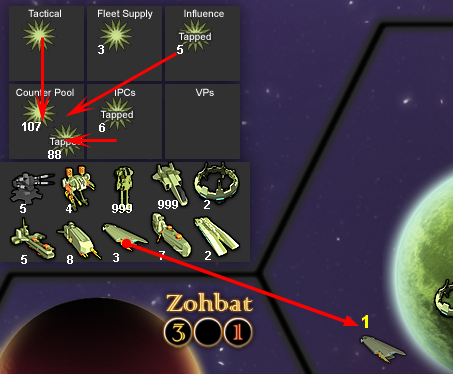 Tactical Fleet Supply Influence
Tapped
3 5
Counter Pool IPCs VPs
Tapped
107 6
Tapped
88
5 4 999 999 2
5 8 3 7 2
Zohbat
3 1
1